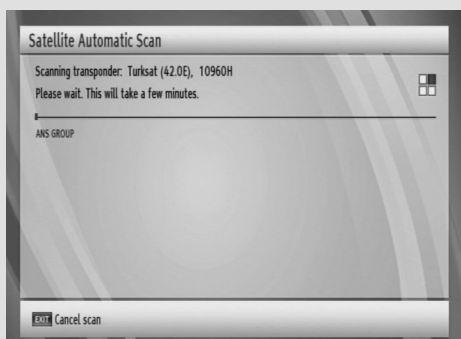 Satellite Automatic Scan
Scanning transponder: Turksat (42.0E), 10960H
Please wait. This will take a few minutes.
ANS GROUP
EXIT Cancel scan